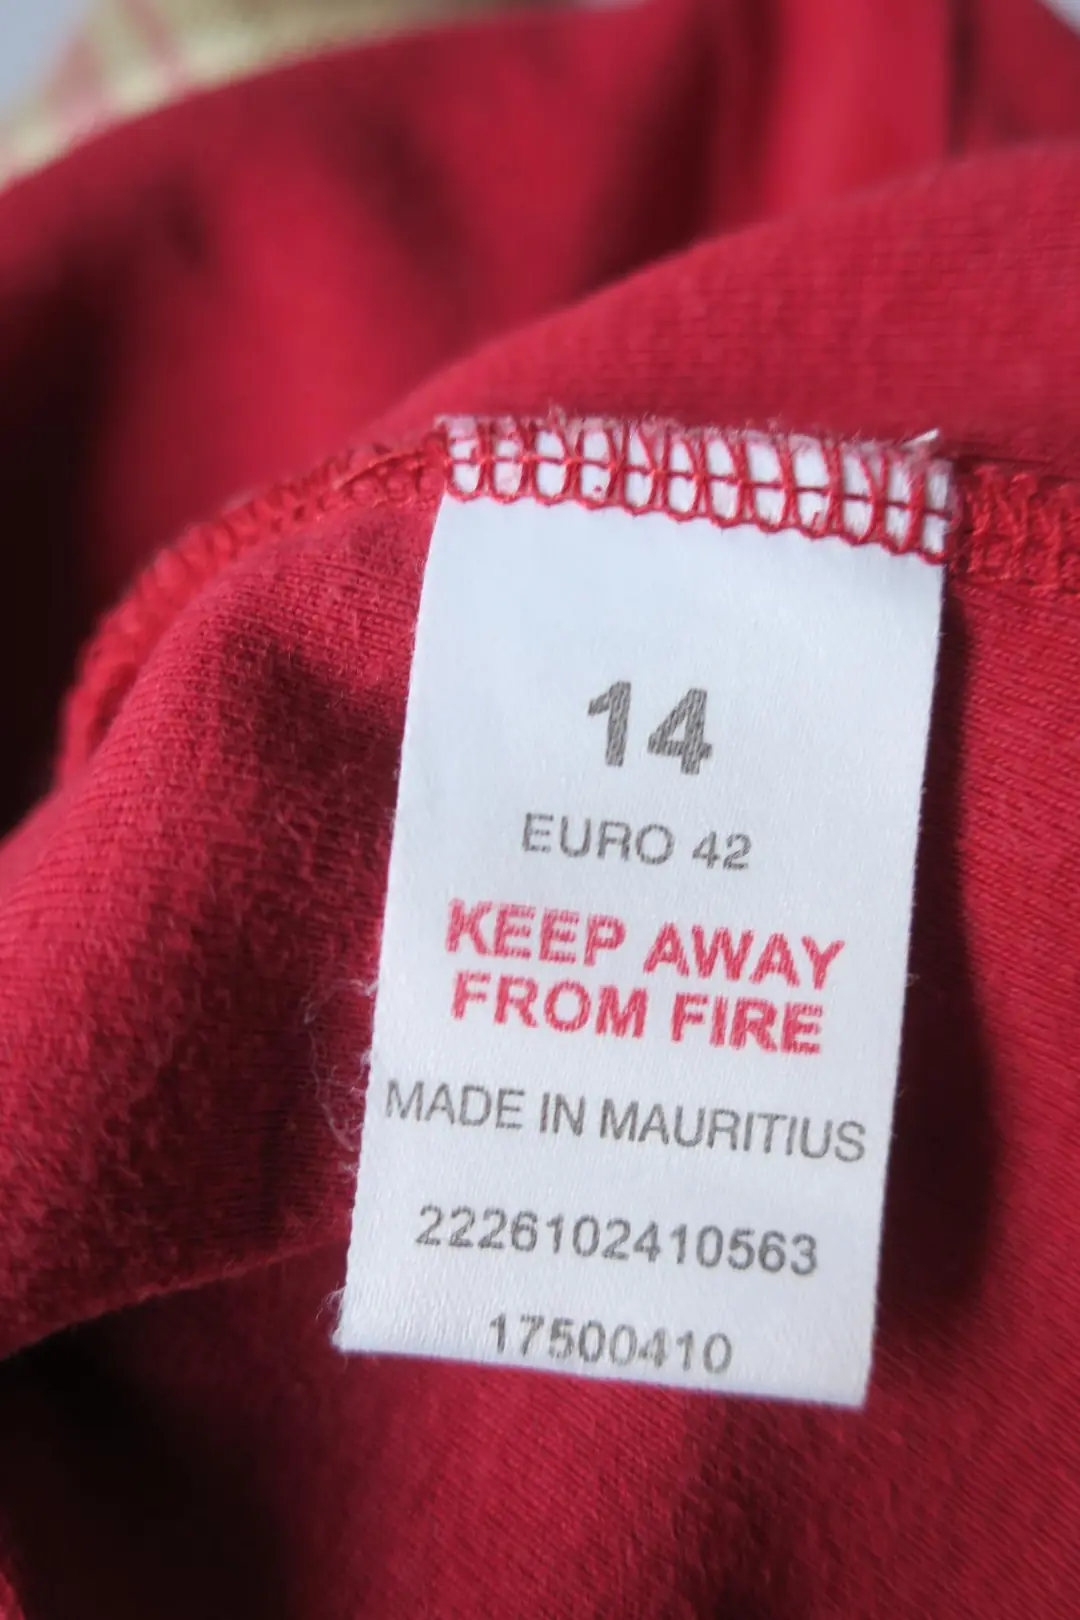 14
EURO 42
KEEP AWAY
FROM FIRE
MADE IN MAURITIUS
2226102410563
17500410